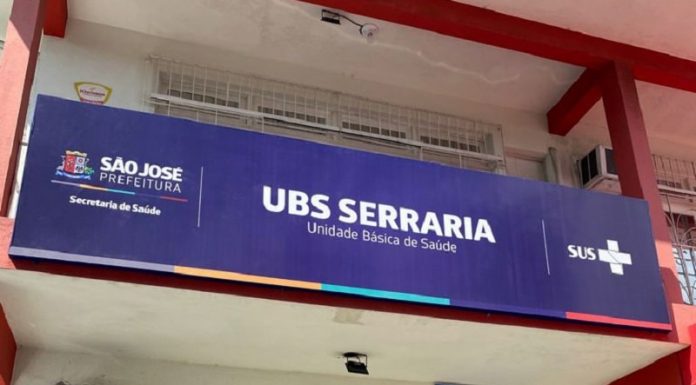 SÃO JOSÉ
PREFEITURA
Secretaria de Saúde
UBS SERRARIA
Unidade Básica de Saúde
SUS